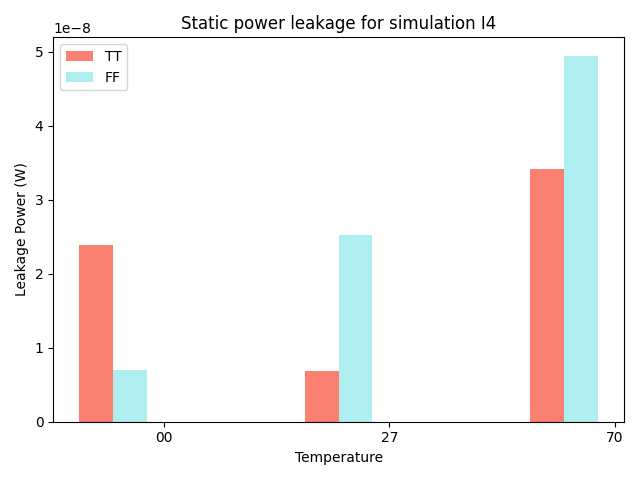 Static power leakage for simulation I4
1e−8
TT
FF
5
4
3
2
1
0
Leakage Power (W)
00
27
70
Temperature